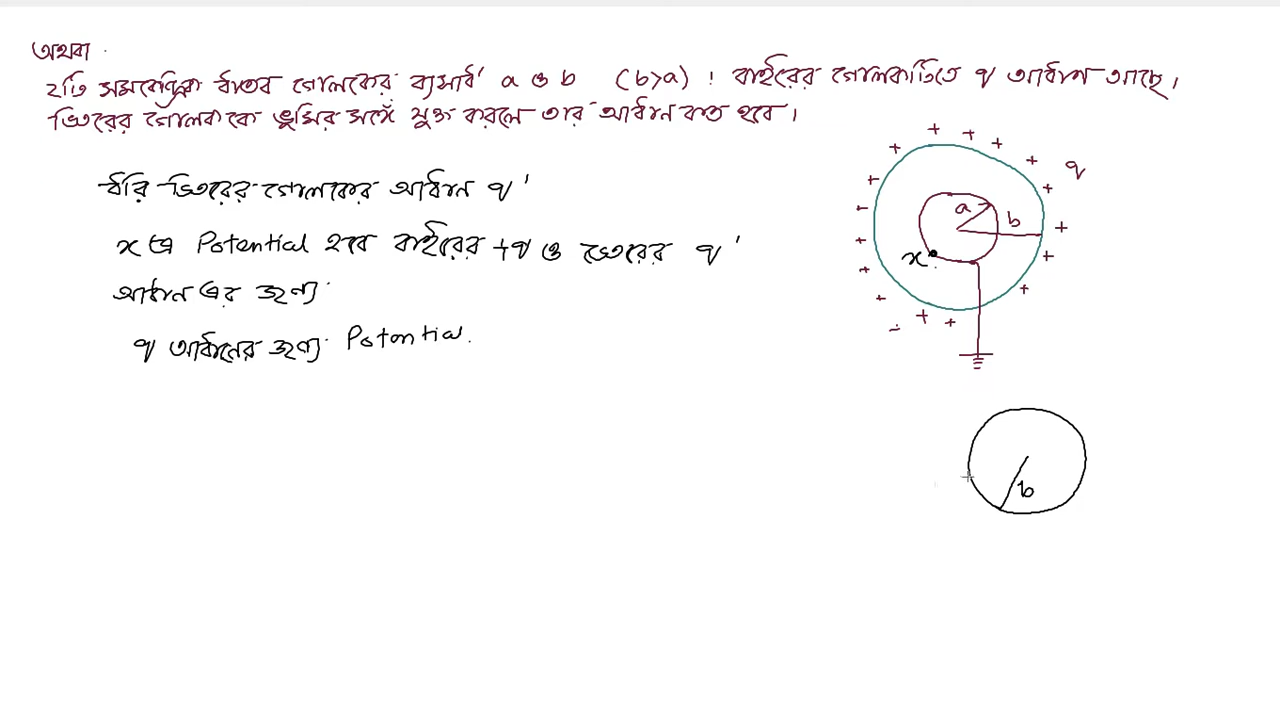 অথবা
২টি সমকেন্দ্রিক ধাতব গোলকের ব্যাসার্ধ a ও b (b>a) । বাইরের গোলকটিতে q আধান আছে।
ভিতরের গোলককে ভূমির সঙ্গে যুক্ত করলে তার আধান কত হবে।
ধরি ভিতরের গোলকের আধান q'
x এ Potential হবে বাইরের +q ও ভেতরের q'
আধান এর জন্য
q আধানের জন্য Potential.
q
a
b
x
b